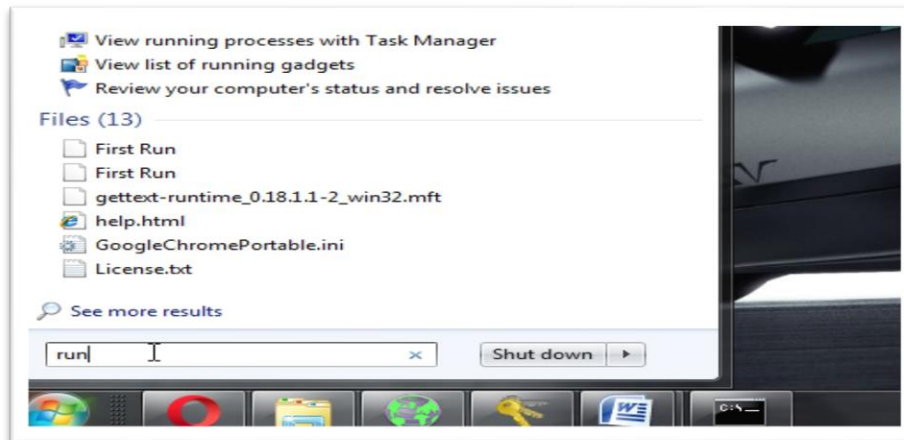 View running processes with Task Manager
View list of running gadgets
Review your computer's status and resolve issues
Files (13)
First Run
First Run
gettext-runtime_0.18.1.1-2_win32.mft
help.html
GoogleChromePortable.ini
License.txt
See more results
run
Shut down
C:\